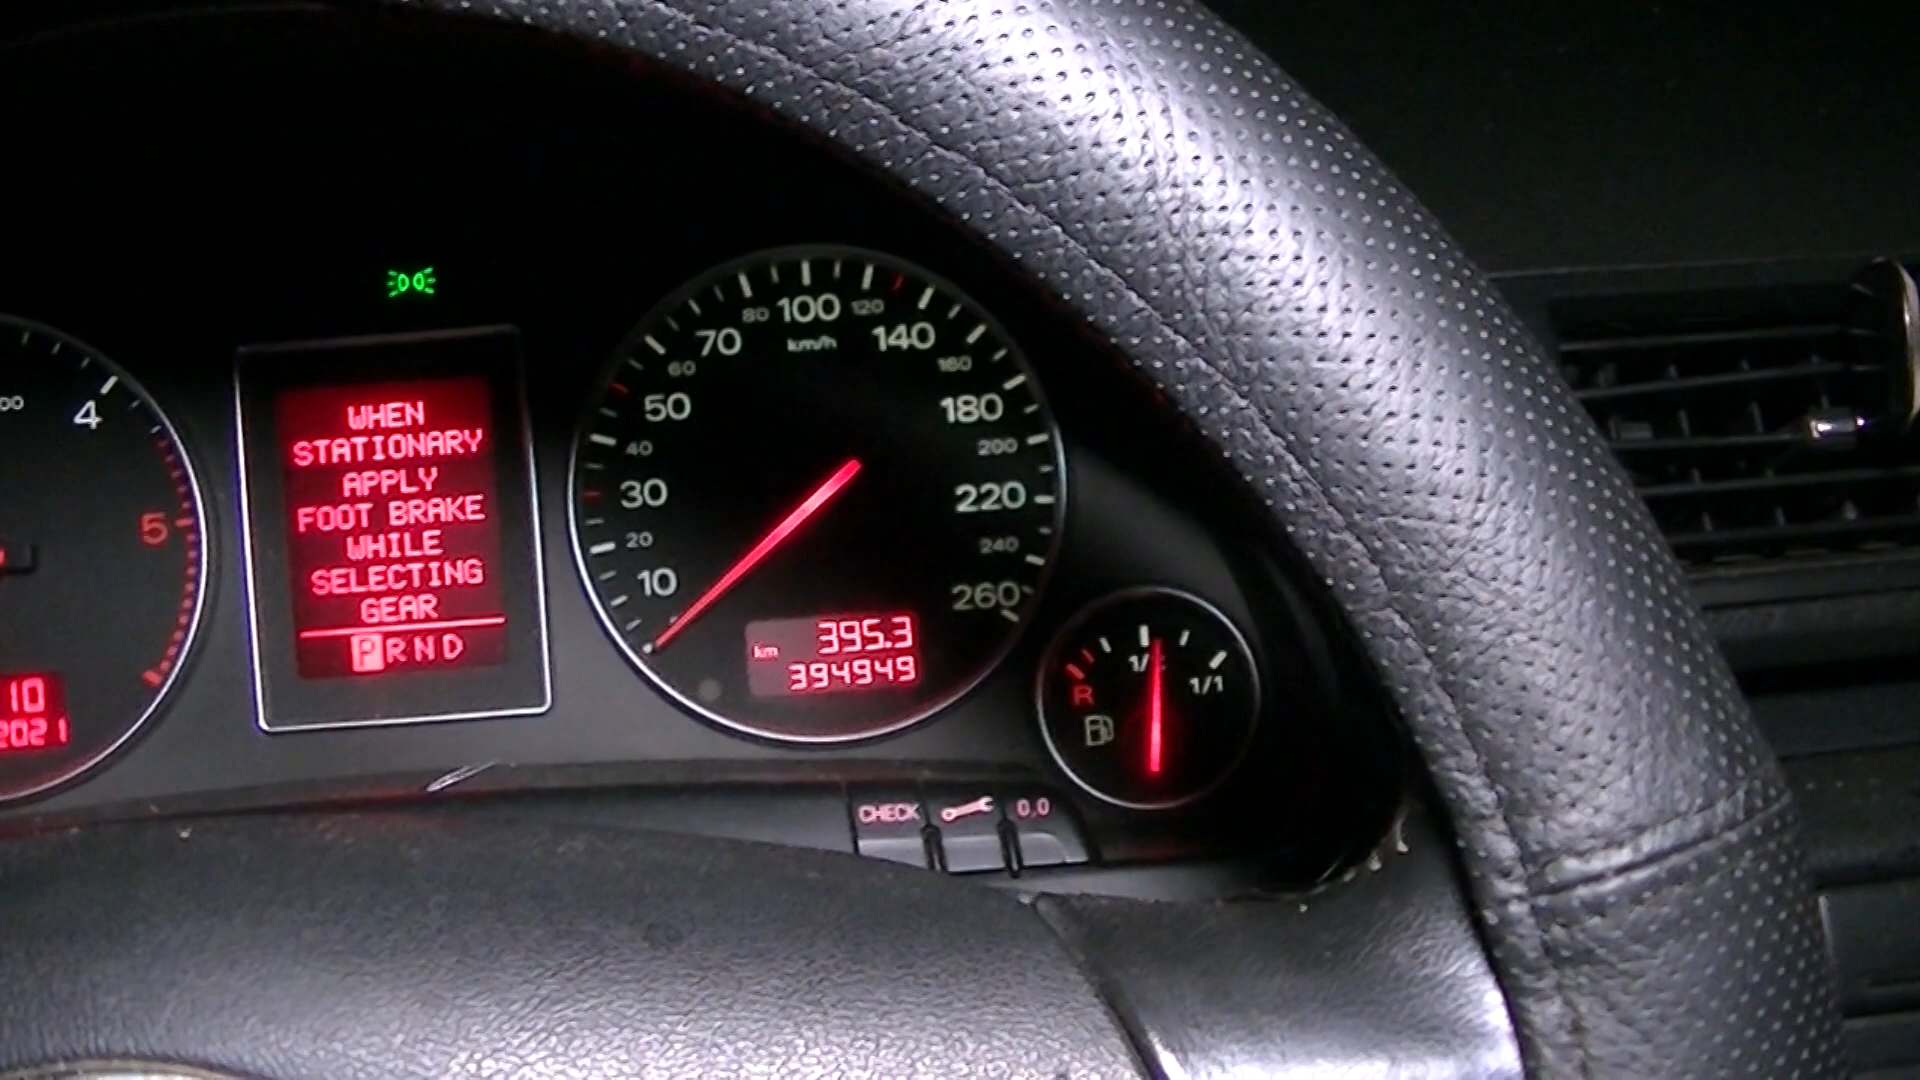 4
5
10
2021
WHEN
STATIONARY
APPLY
FOOT BRAKE
WHILE
SELECTING
GEAR
P R N D
80 100 120
70 km/h 140
60 160
50 180
40 200
30 220
20 240
10 260
km 395.3
394949
R 1/1
CHECK 0.0